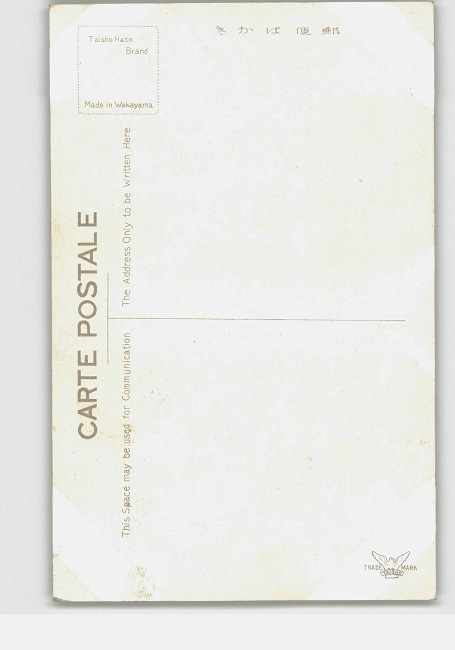 きかは便郵
Taisho Hato
Brand
Made in Wakayama
CARTE POSTALE
The Address Only to be Written Here
This Space may be used for Communication
TRADE MARK